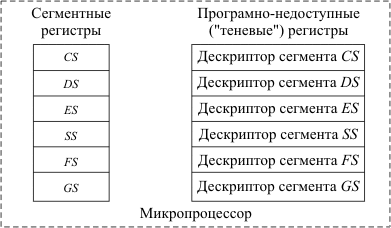 Сегментные
регистры
Програмно-недоступные
("теневые") регистры
CS
Дескриптор сегмента CS
DS
Дескриптор сегмента DS
ES
Дескриптор сегмента ES
SS
Дескриптор сегмента SS
FS
Дескриптор сегмента FS
GS
Дескриптор сегмента GS
Микропроцессор